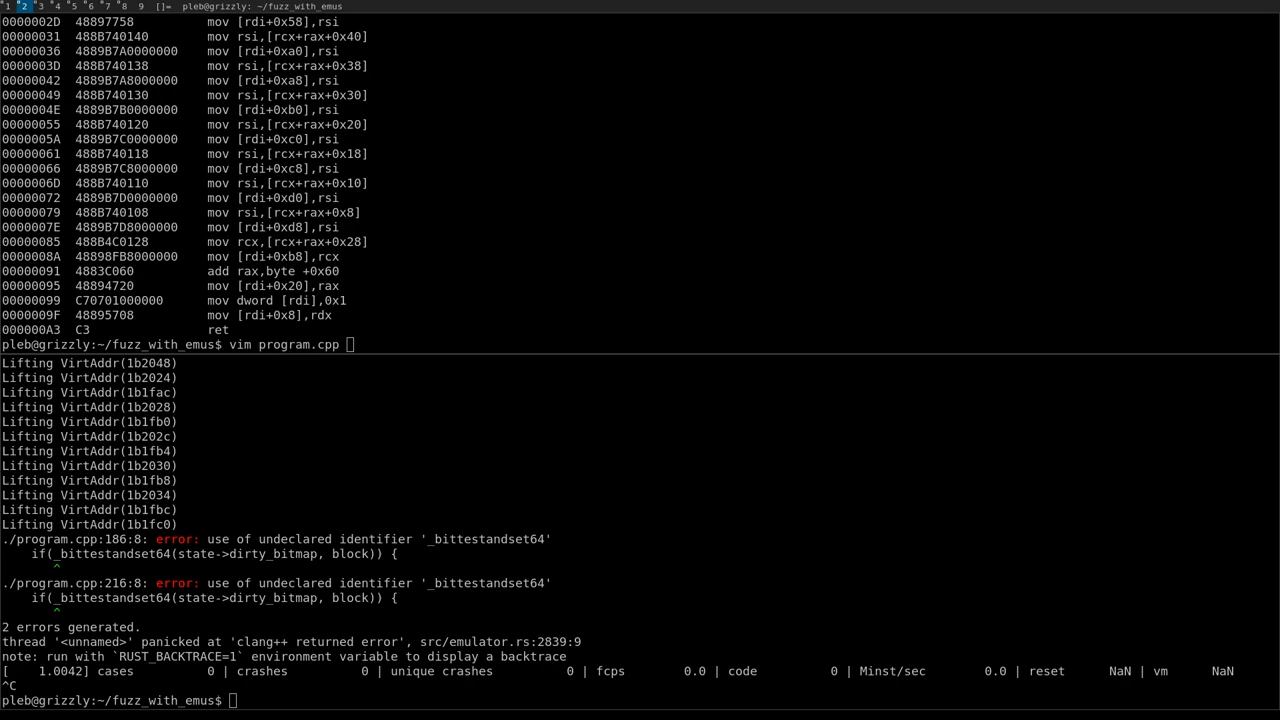 1 2 3 4 5 6 7 8 9 []= pleb@grizzly: ~/fuzz_with_emus
0000002D 48897758 mov [rdi+0x58],rsi
00000031 488B740140 mov rsi,[rcx+rax+0x40]
00000036 4889B7A0000000 mov [rdi+0xa0],rsi
0000003D 488B740138 mov rsi,[rcx+rax+0x38]
00000042 4889B7A8000000 mov [rdi+0xa8],rsi
00000049 488B740130 mov rsi,[rcx+rax+0x30]
0000004E 4889B7B0000000 mov [rdi+0xb0],rsi
00000055 488B740120 mov rsi,[rcx+rax+0x20]
0000005A 4889B7C0000000 mov [rdi+0xc0],rsi
00000061 488B740118 mov rsi,[rcx+rax+0x18]
00000066 4889B7C8000000 mov [rdi+0xc8],rsi
0000006D 488B740110 mov rsi,[rcx+rax+0x10]
00000072 4889B7D0000000 mov [rdi+0xd0],rsi
00000079 488B740108 mov rsi,[rcx+rax+0x8]
0000007E 4889B7D8000000 mov [rdi+0xd8],rsi
00000085 488B4C0128 mov rcx,[rcx+rax+0x28]
0000008A 48898FB8000000 mov [rdi+0xb8],rcx
00000091 4883C060 add rax,byte +0x60
00000095 48894720 mov [rdi+0x20],rax
00000099 C70701000000 mov dword [rdi],0x1
0000009F 48895708 mov [rdi+0x8],rdx
000000A3 C3 ret
pleb@grizzly:~/fuzz_with_emus$ vim program.cpp
Lifting VirtAddr(1b2048)
Lifting VirtAddr(1b2024)
Lifting VirtAddr(1b1fac)
Lifting VirtAddr(1b2028)
Lifting VirtAddr(1b1fb0)
Lifting VirtAddr(1b202c)
Lifting VirtAddr(1b1fb4)
Lifting VirtAddr(1b2030)
Lifting VirtAddr(1b1fb8)
Lifting VirtAddr(1b2034)
Lifting VirtAddr(1b1fbc)
Lifting VirtAddr(1b1fc0)
./program.cpp:186:8: error: use of undeclared identifier '_bittestandset64'
if(_bittestandset64(state->dirty_bitmap, block)) {
^
./program.cpp:216:8: error: use of undeclared identifier '_bittestandset64'
if(_bittestandset64(state->dirty_bitmap, block)) {
^
2 errors generated.
thread '<unnamed>' panicked at 'clang++ returned error', src/emulator.rs:2839:9
note: run with `RUST_BACKTRACE=1` environment variable to display a backtrace
[ 1.0042] cases 0 | crashes 0 | unique crashes 0 | fcps 0.0 | code 0 | Minst/sec 0.0 | reset NaN | vm NaN
^C
pleb@grizzly:~/fuzz_with_emus$